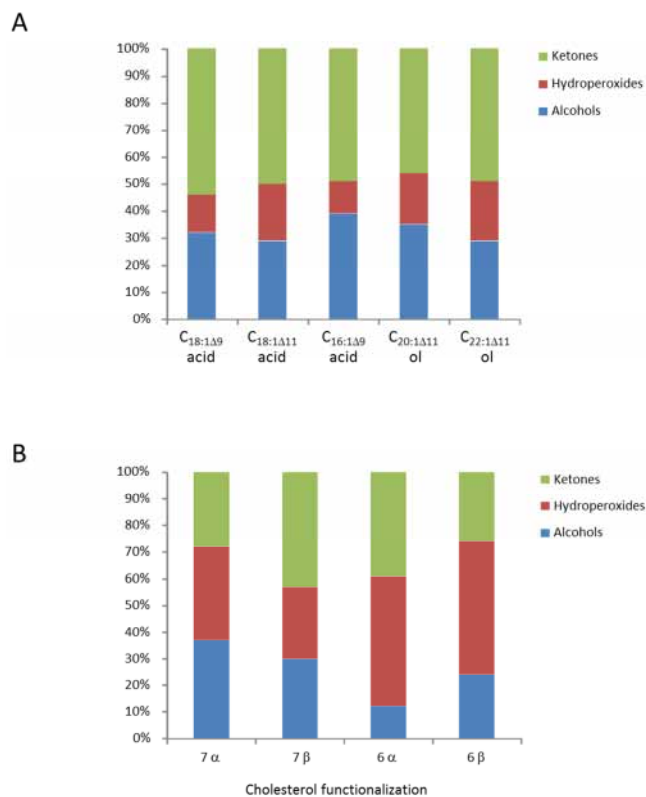 A
100%
90%
80%
70%
60%
50%
40%
30%
20%
10%
0%
Ketones
Hydroperoxides
Alcohols
C18:1Δ9 C18:1Δ11 C16:1Δ9 C20:1Δ11 C22:1Δ11
acid acid acid ol ol
B
100%
90%
80%
70%
60%
50%
40%
30%
20%
10%
0%
Ketones
Hydroperoxides
Alcohols
7 α 7 β 6 α 6 β
Cholesterol functionalization